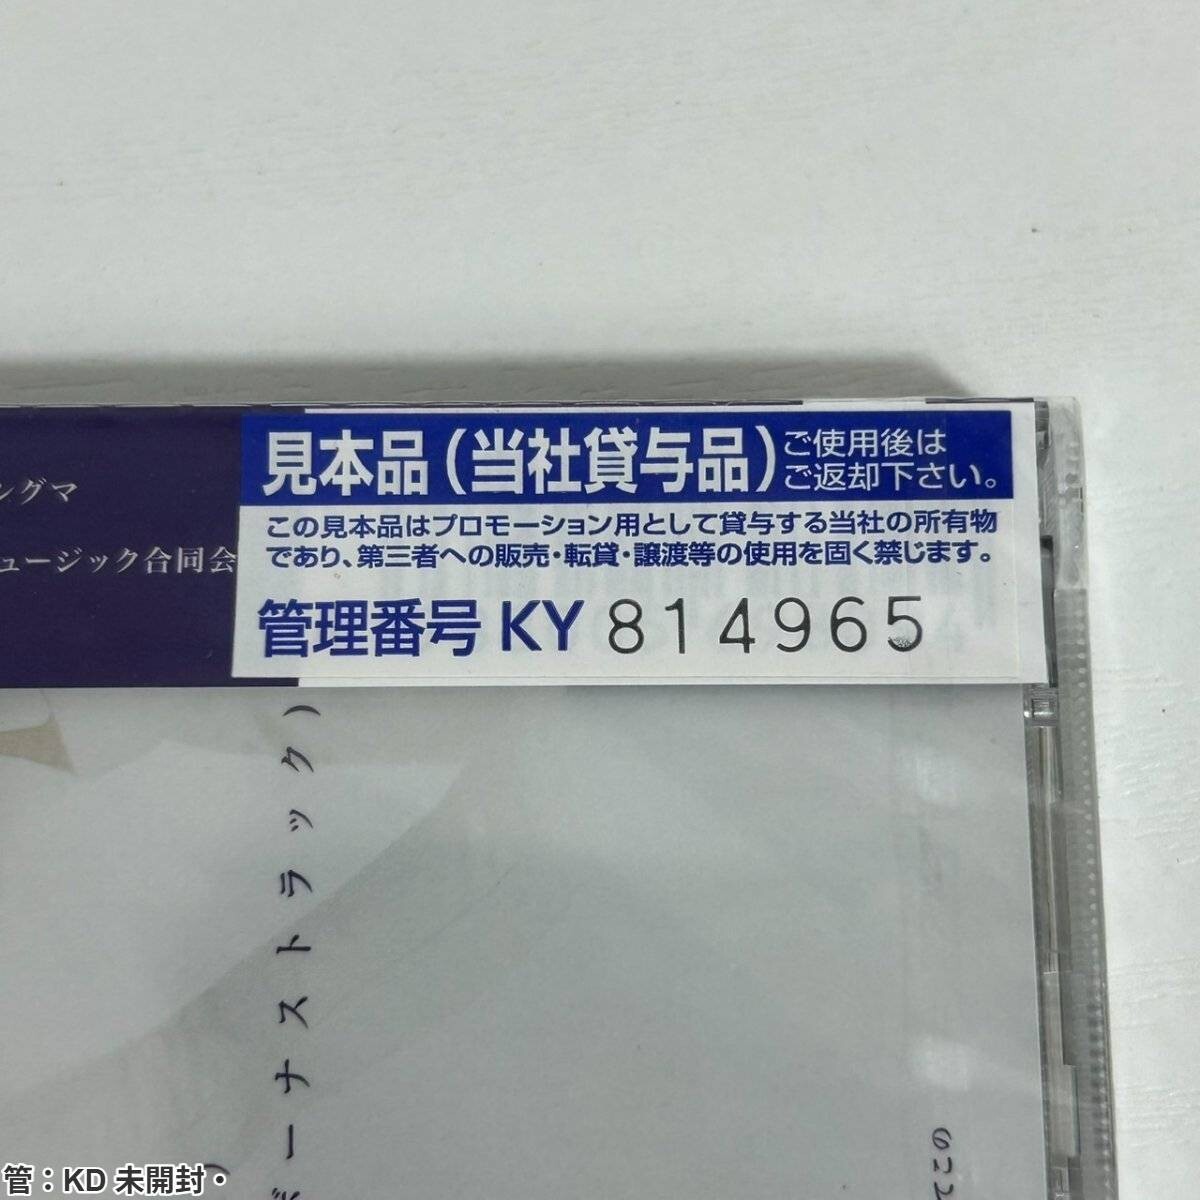 ングマ
ュージック合同会
見本品(当社貸与品)
ご使用後は
ご返却下さい。
この見本品はプロモーション用として貸与する当社の所有物
であり、第三者への販売・転貸・譲渡等の使用を固く禁じます。
管理番号 KY 814965
ボーナストラック)
てこの
管:KD 未開封・